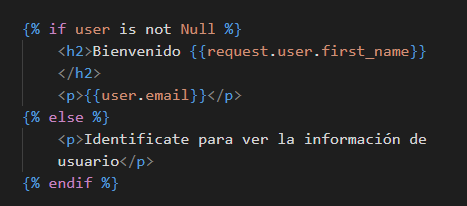 {% if user is not Null %}
<h2>Bienvenido {{request.user.first_name}}
</h2>
<p>{{user.email}}</p>
{% else %}
<p>Identificate para ver la información de
usuario</p>
{% endif %}